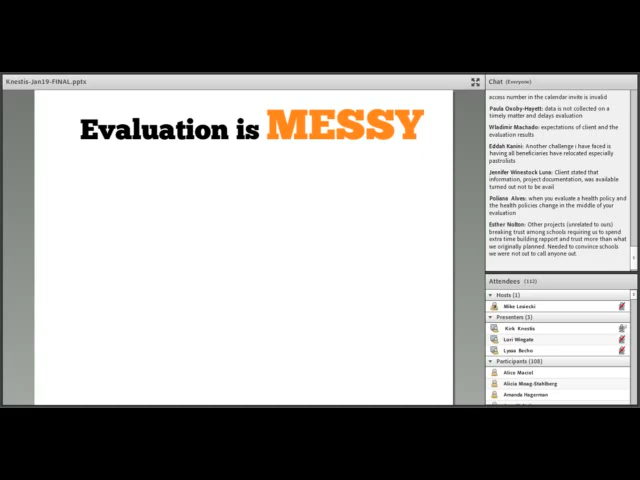 Knestis-Jan19-FINAL.pptx
Evaluation is MESSY
Chat (Everyone)
access number in the calendar invite is invalid
Paula Osoby-Hayett: data is not collected on a
timely matter and delays evaluation
Wladimir Machado: expectations of client and the
evaluation results
Eddah Kanini: Another challenge i have faced is
having all beneficiaries have relocated especially
pastrolists
Jennifer Winestock Luna: Client stated that
information, project documentation, was available
turned out not to be avail
Poliana Alves: when you evaluate a health policy and
the health policies change in the middle of your
evaluation
Esther Nolton: Other projects (unrelated to ours)
breaking trust among schools requiring us to spend
extra time building rapport and trust more than what
we originally planned. Needed to convince schools
we were not out to call anyone out.
Attendees (112)
Hosts (1)
Mike Lesiecki
Presenters (3)
Kirk Knestis
Lori Wingate
Lyssa Becho
Participants (108)
Alice Maciel
Alicia Moag-Stahlberg
Amanda Hagerman